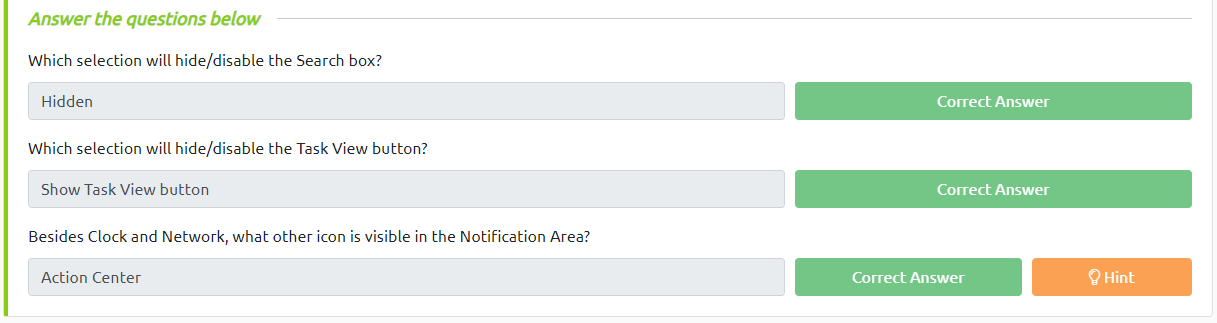 Answer the questions below
Which selection will hide/disable the Search box?
Hidden
Correct Answer
Which selection will hide/disable the Task View button?
Show Task View button
Correct Answer
Besides Clock and Network, what other icon is visible in the Notification Area?
Action Center
Correct Answer
Hint